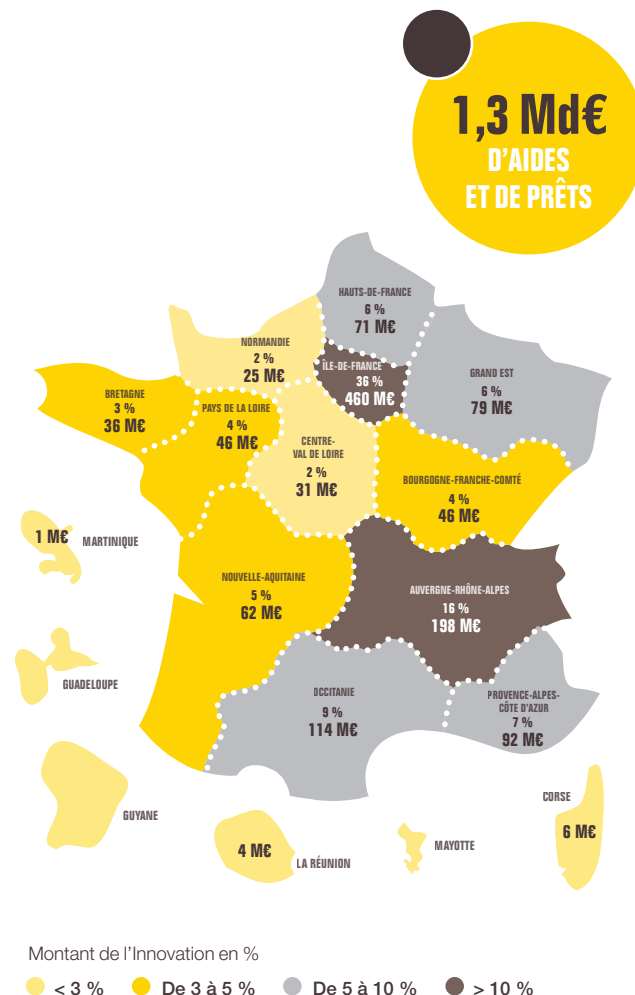 1,3 Md€
D'AIDES
ET DE PRÊTS
HAUTS-DE-FRANCE
6 %
71 M€
NORMANDIE
2 %
25 M€
ÎLE-DE-FRANCE
36 %
460 M€
GRAND EST
6 %
79 M€
BRETAGNE
3 %
36 M€
PAYS DE LA LOIRE
4 %
46 M€
CENTRE-
VAL DE LOIRE
2 %
31 M€
BOURGOGNE-FRANCHE-COMTÉ
4 %
46 M€
1 M€
MARTINIQUE
NOUVELLE-AQUITAINE
5 %
62 M€
AUVERGNE-RHÔNE-ALPES
16 %
198 M€
GUADELOUPE
OCCITANIE
9 %
114 M€
PROVENCE-ALPES-
CÔTE D'AZUR
7 %
92 M€
GUYANE
4 M€
LA RÉUNION
MAYOTTE
CORSE
6 M€
Montant de l'Innovation en %
< 3 % De 3 à 5 % De 5 à 10 % > 10 %